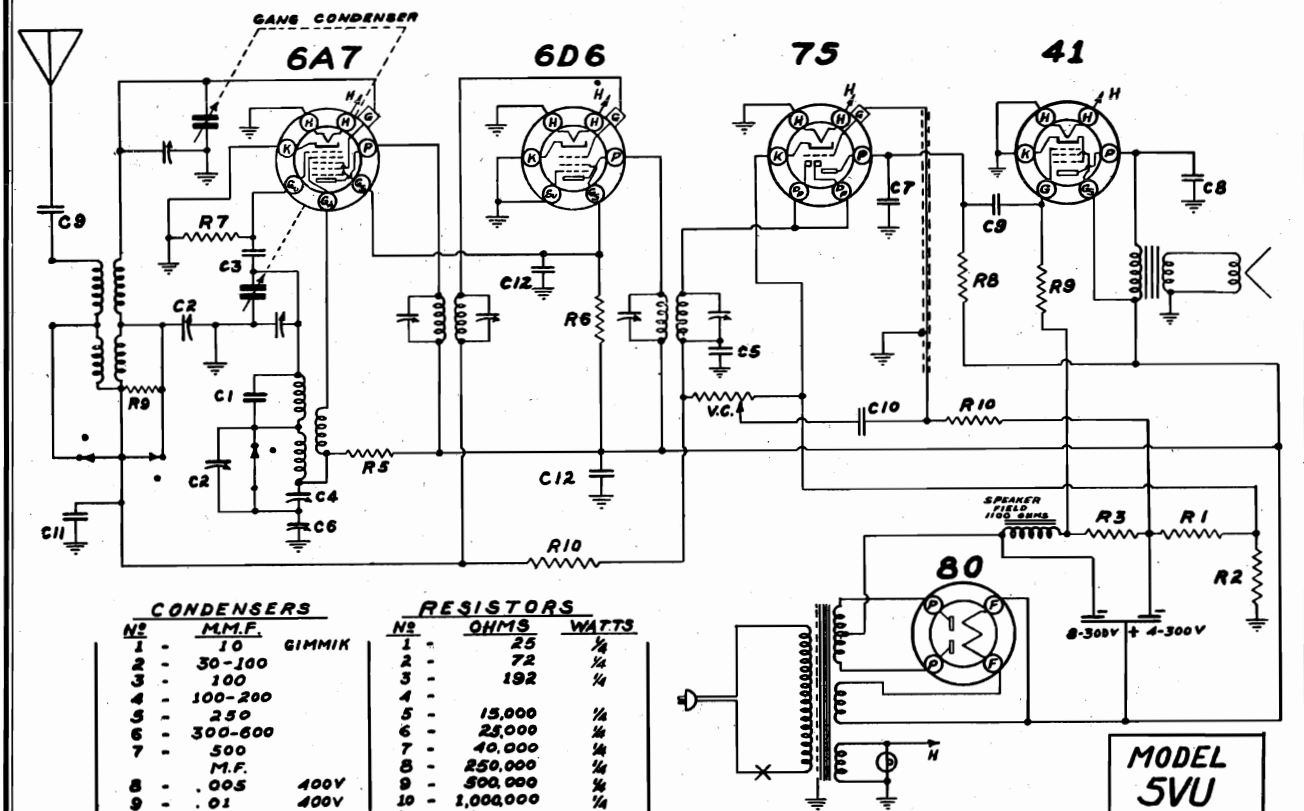 GANG CONDENSER
6A7
6D6
75
41
H
H
H
H
H
G
H
H
G
H
H
G
H
H
K
P
K
P
K
P
K
P
G
G
Su
Dp
Dp
G
C9
R7
C3
C2
C12
R6
C5
C7
C9
R8
R9
C8
R9
C1
C2
R5
C4
C6
C11
C12
V.C.
C10
R10
R10
SPEAKER
FIELD
1100 OHMS
R3
R1
R2
80
P
F
P
F
8-300V + 4-300V
- -
H
CONDENSERS
Nº M.M.F.
1 - 10 GIMMIK
2 - 30-100
3 - 100
4 - 100-200
5 - 250
6 - 300-600
7 - 500
M.F.
8 - .005 400V
9 - .01 400V
RESISTORS
Nº OHMS WATTS
1 - 25 ¼
2 - 72 ¼
3 - 192 ¼
4 -
5 - 15,000 ¼
6 - 25,000 ¼
7 - 40,000 ¼
8 - 250,000 ¼
9 - 500,000 ¼
10 - 1,000,000 ¼
MODEL
5VU